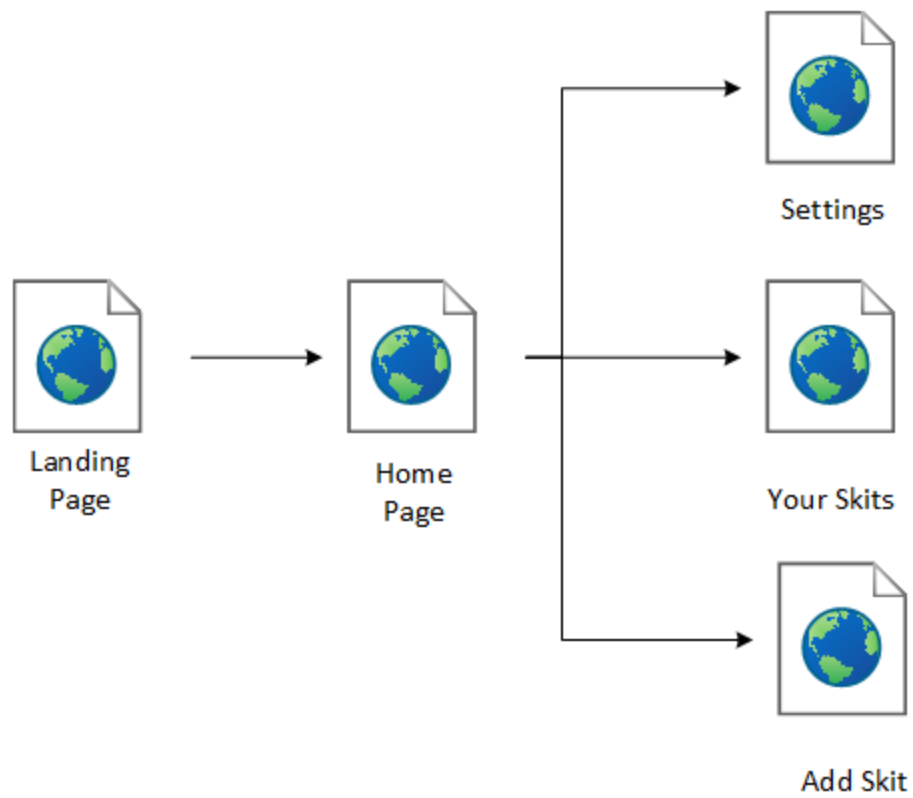 Settings
Landing
Page
Home
Page
Your Skits
Add Skit